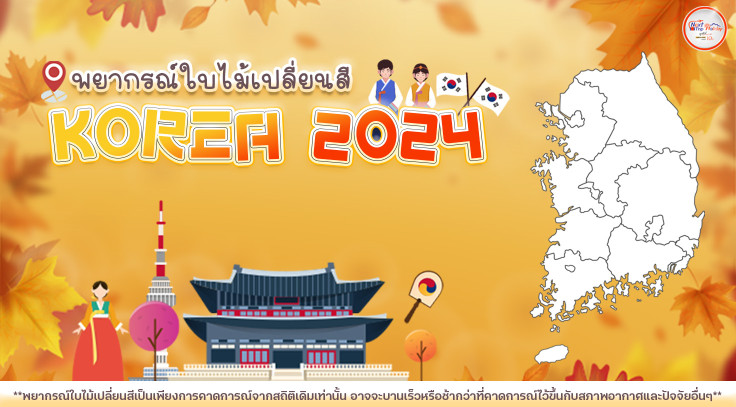 พยากรณ์ใบไม้เปลี่ยนสี
KOREA 2024
**พยากรณ์ใบไม้เปลี่ยนสีเป็นเพียงการคาดการณ์จากสถิติเดิมเท่านั้น อาจจะบานเร็วหรือช้ากว่าที่คาดการณ์ไว้ขึ้นกับสภาพอากาศและปัจจัยอื่นๆ**